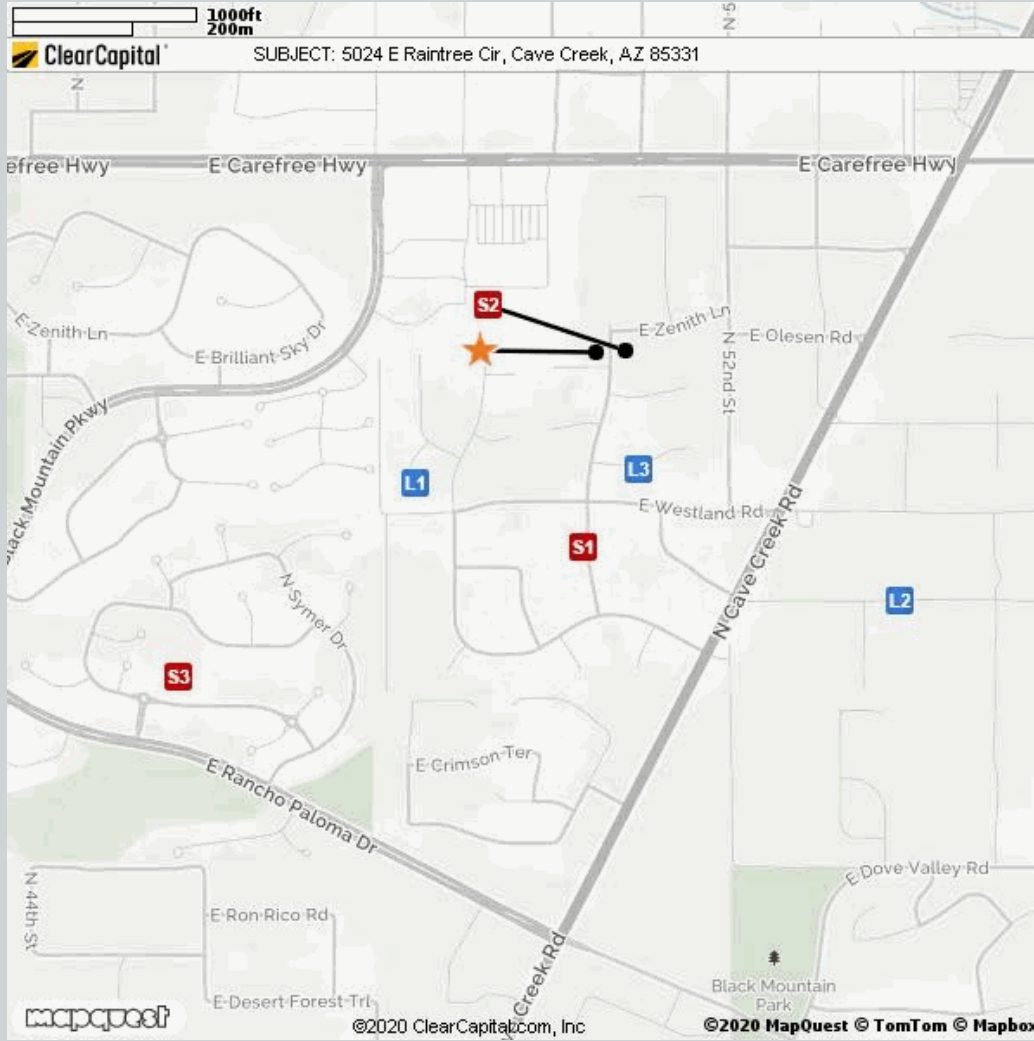 1000ft
200m
N 5
ClearCapital
SUBJECT: 5024 E Raintree Cir, Cave Creek, AZ 85331
N
efree Hwy
E Carefree Hwy
E Carefree Hwy
S2
E Zenith Ln
E Brilliant Sky Dr
E Zenith Ln
N 52nd St
E Olesen Rd
Black Mountain Pkwy
L1
L3
E Westland Rd
S1
N Cave Creek Rd
L2
N Symer Dr
S3
E Crimson Ter
E Rancho Paloma Dr
N 44th St
E Ron Rico Rd
E Dove Valley Rd
Creek Rd
Black Mountain
Park
E Desert Forest Trl
mapquest
©2020 ClearCapital.com, Inc
©2020 MapQuest © TomTom © Mapbox